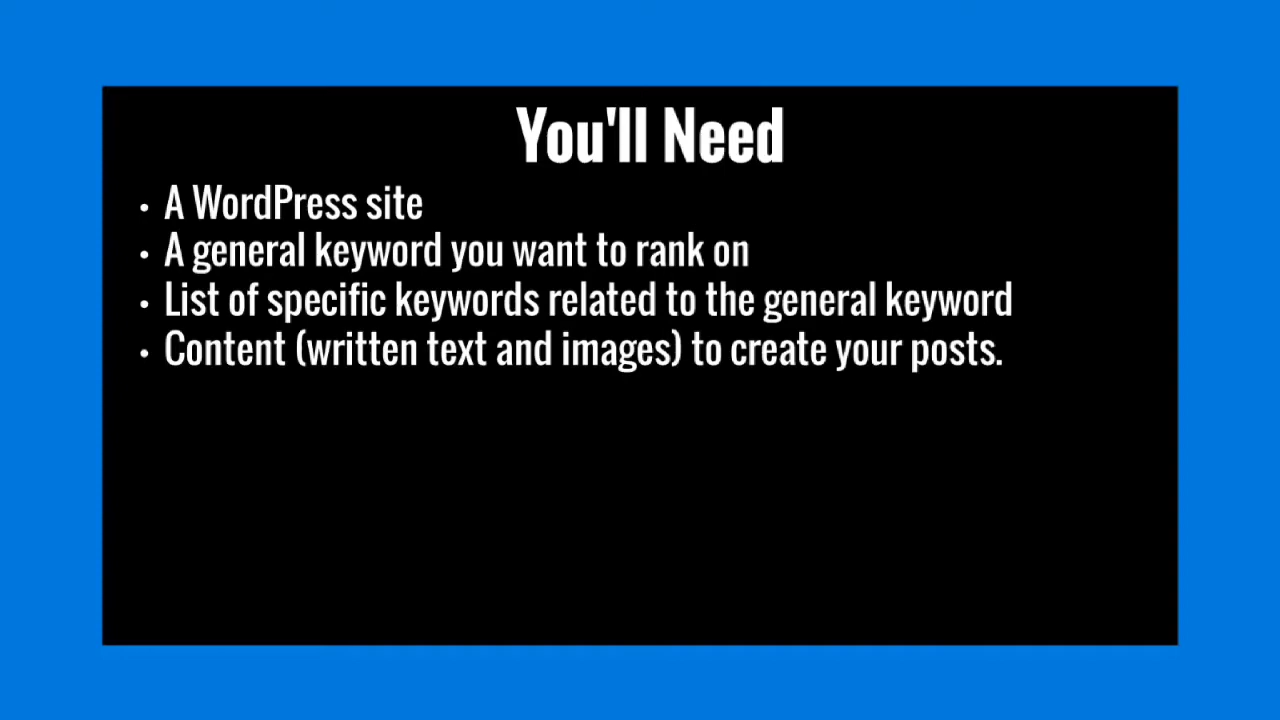 You'll Need
• A WordPress site
• A general keyword you want to rank on
• List of specific keywords related to the general keyword
• Content (written text and images) to create your posts.